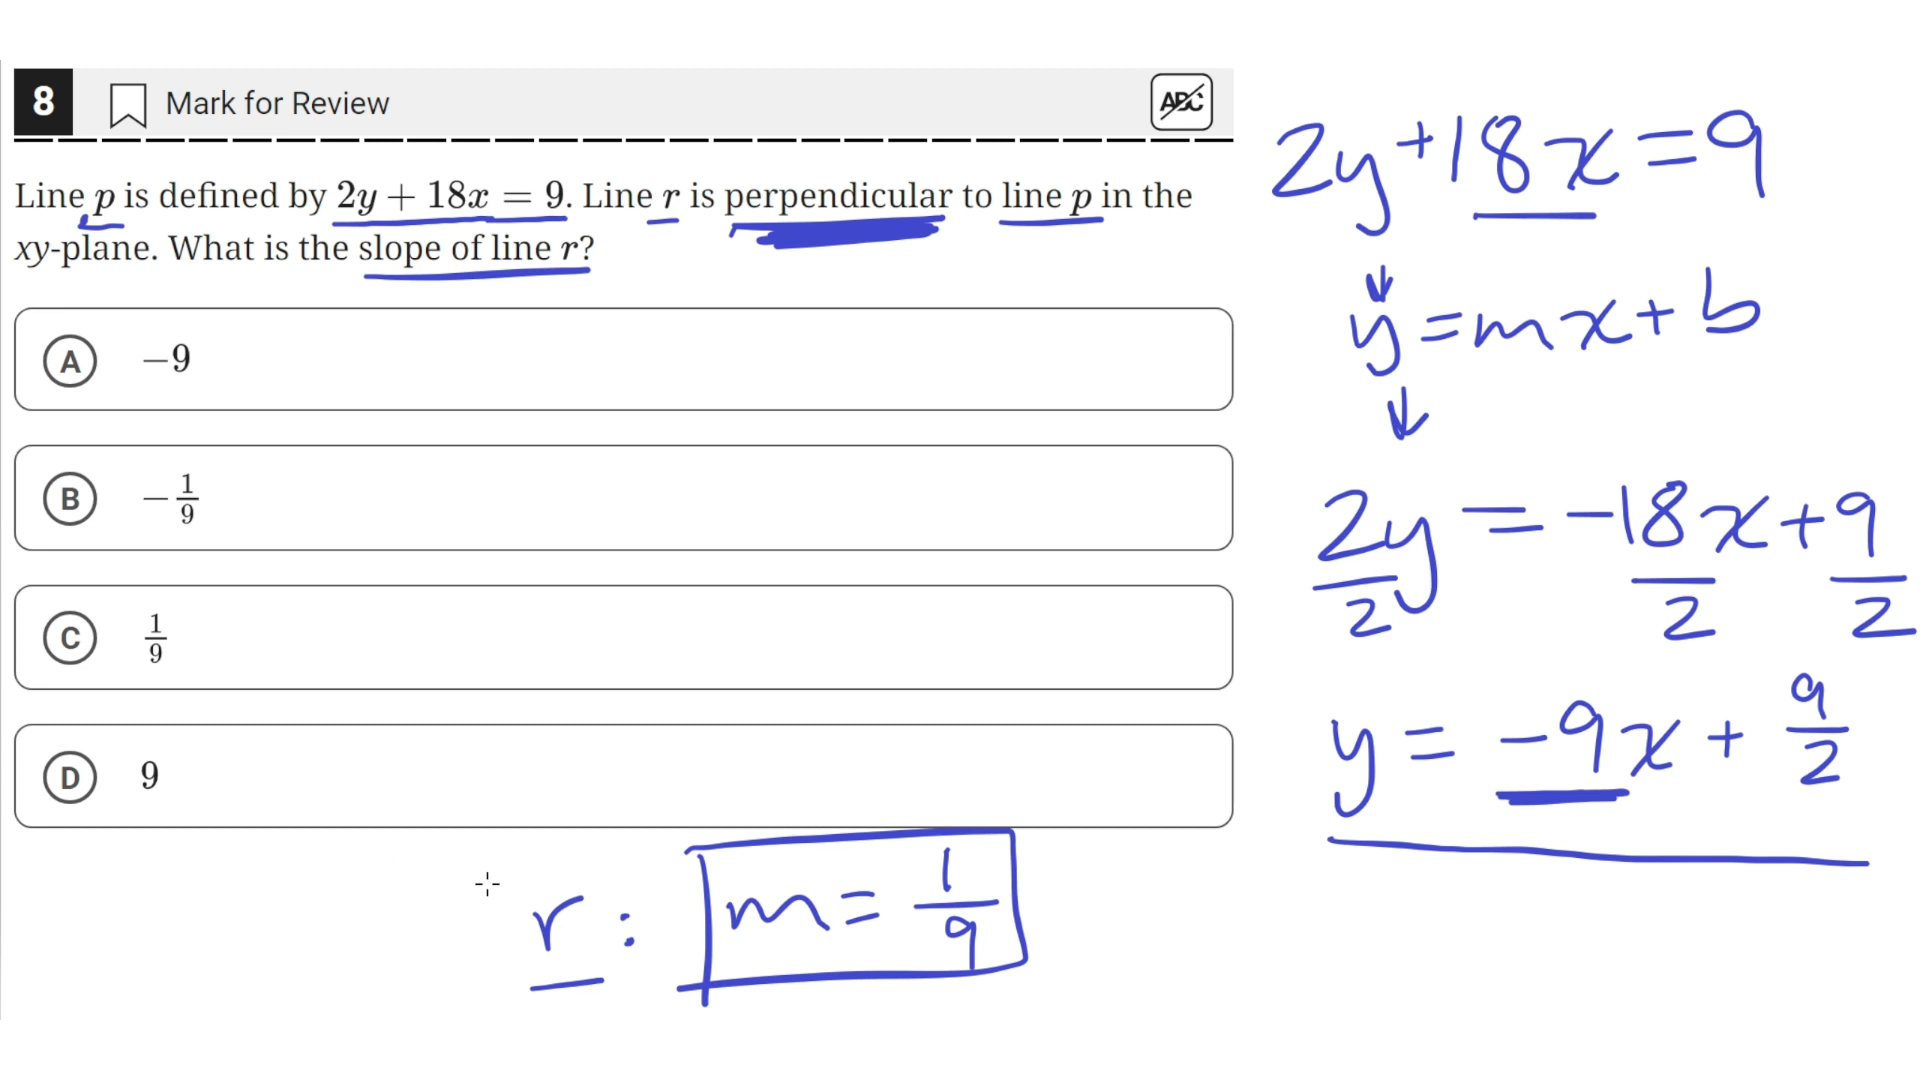 8 Mark for Review ABC
Line p is defined by 2y + 18x = 9. Line r is perpendicular to line p in the
xy-plane. What is the slope of line r?
A −9
B −1/9
C 1/9
D 9
2y+18x=9
y=mx+b
2y/2 = −18x/2 + 9/2
y = −9x + 9/2
r: m = 1/9